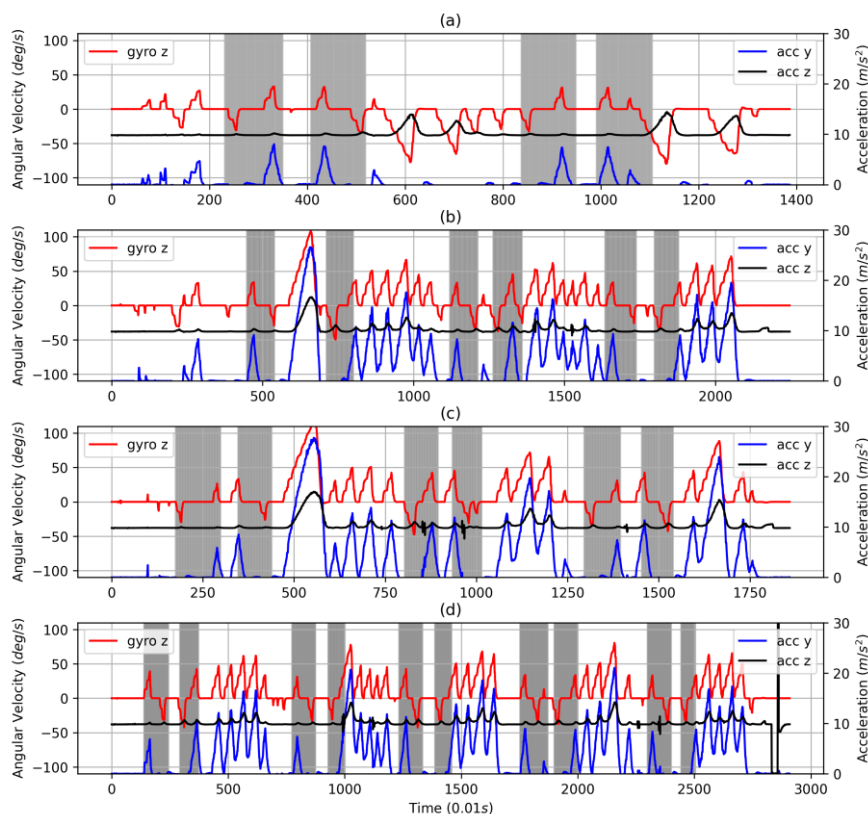 (a)
Angular Velocity (deg/s)
100
50
0
−50
−100
gyro z
acc y
acc z
30
20
10
0
Acceleration (m/s²)
0 200 400 600 800 1000 1200 1400
(b)
Angular Velocity (deg/s)
100
50
0
−50
−100
gyro z
acc y
acc z
30
20
10
0
Acceleration (m/s²)
0 500 1000 1500 2000
(c)
Angular Velocity (deg/s)
100
50
0
−50
−100
gyro z
acc y
acc z
30
20
10
0
Acceleration (m/s²)
0 250 500 750 1000 1250 1500 1750
(d)
Angular Velocity (deg/s)
100
50
0
−50
−100
gyro z
acc y
acc z
30
20
10
0
Acceleration (m/s²)
0 500 1000 1500 2000 2500 3000
Time (0.01s)